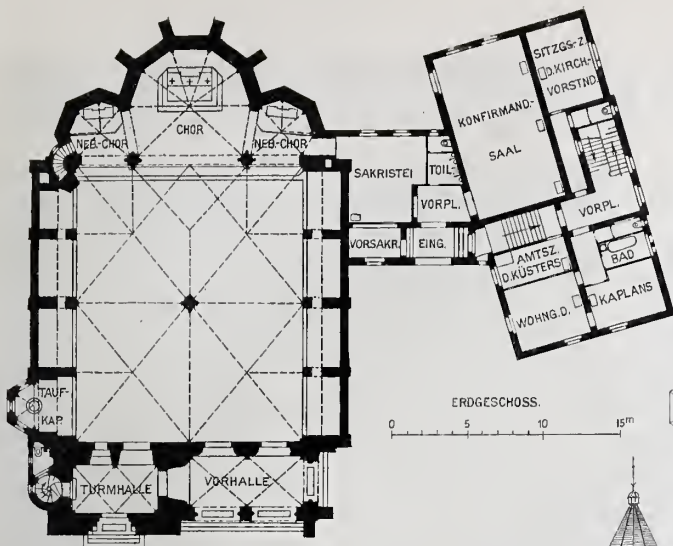 CHOR
NEB.-CHOR
NEB.-CHOR
SAKRISTEI
TOIL.
VORPL.
VORSAKR.
EING.
KONFIRMAND.-
SAAL
SITZGS.-Z.
D.KIRCH-
VORSTND.
VORPL.
AMTSZ.
D.KÜSTERS
BAD
WOHNG.D.
KAPLANS
TAUF-
KAP.
TURMHALLE
VORHALLE
ERDGESCHOSS.
0 5 10 15m